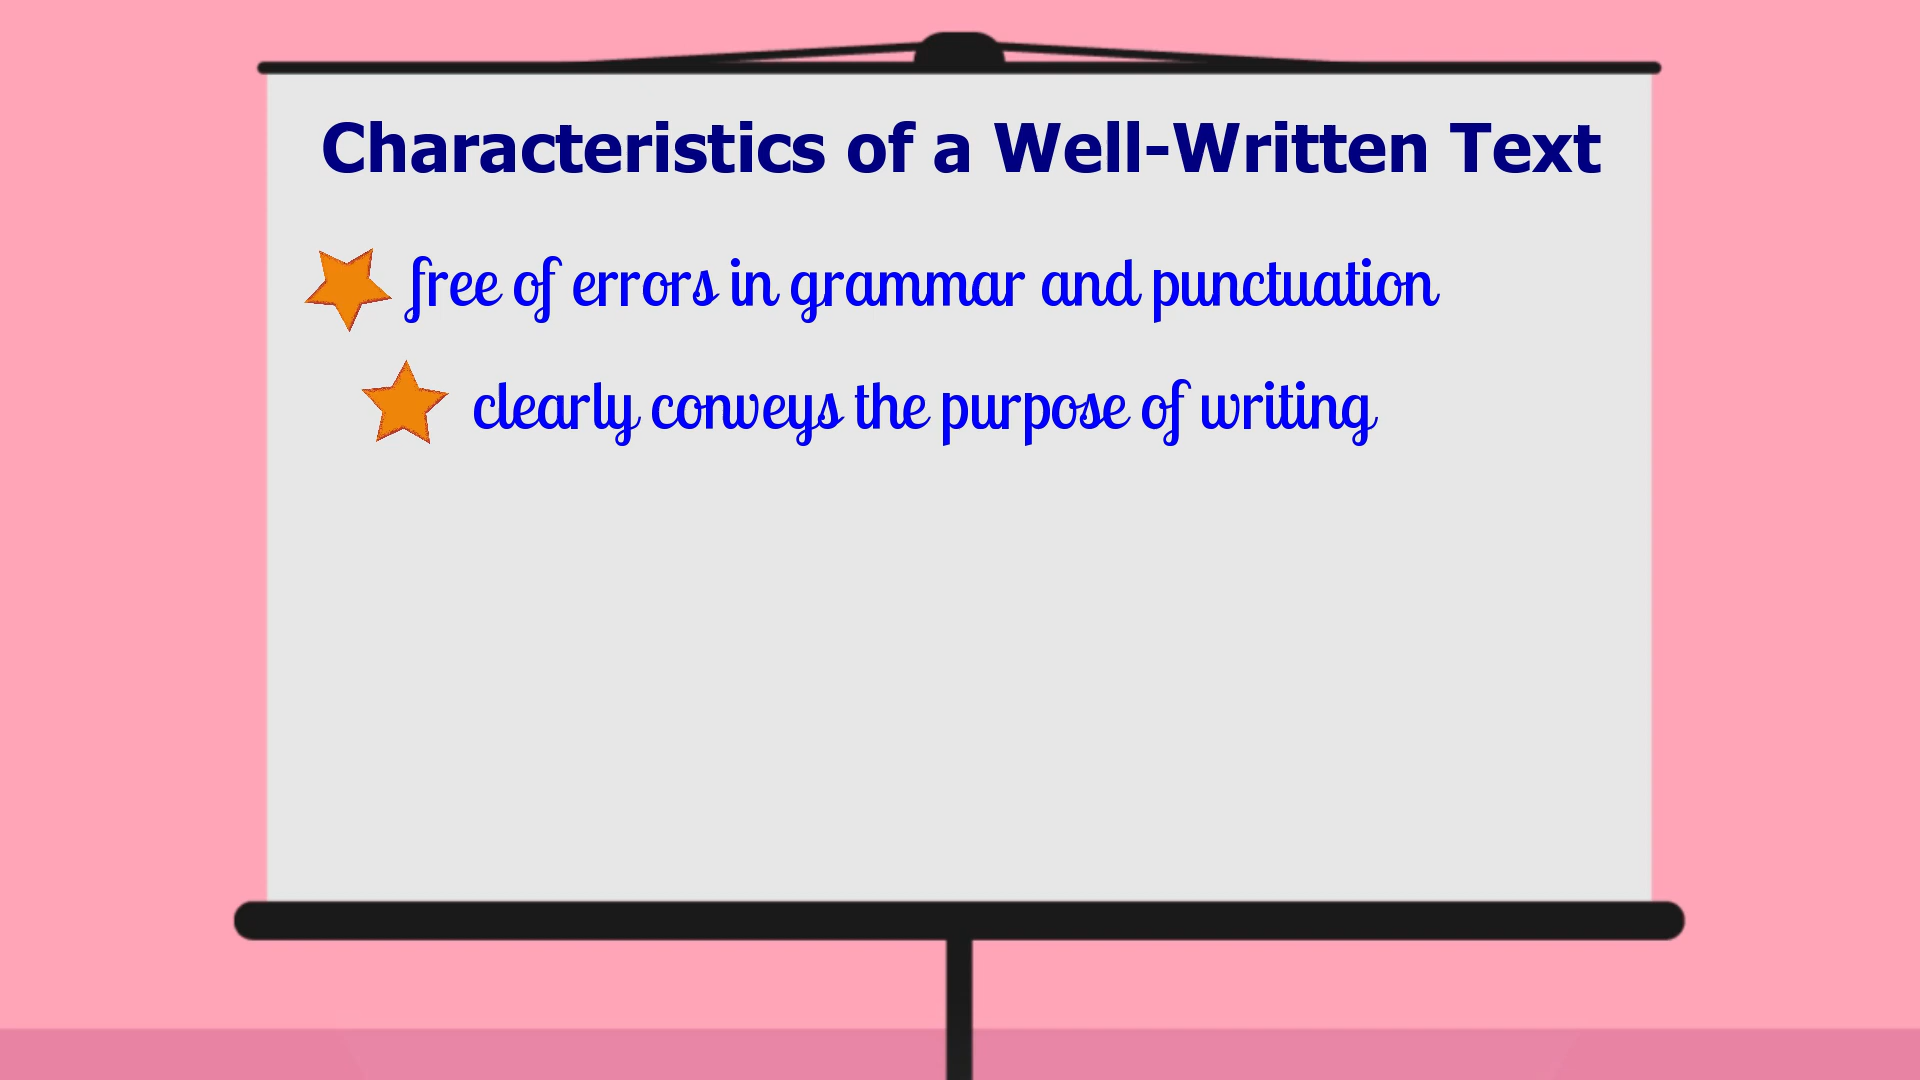 Characteristics of a Well-Written Text
free of errors in grammar and punctuation
clearly conveys the purpose of writing